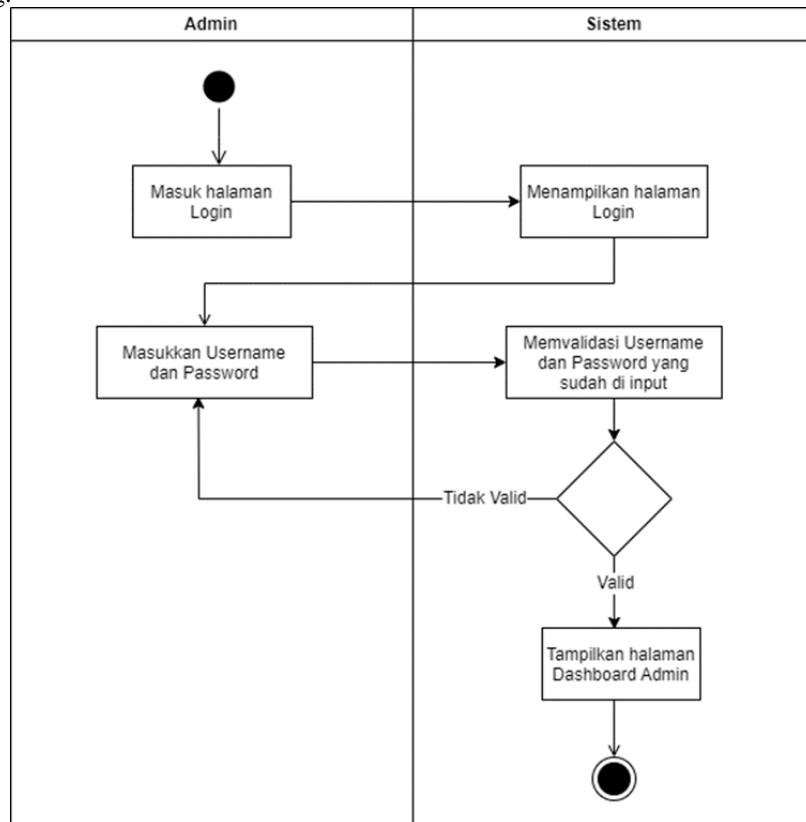 Admin
Sistem
Masuk halaman
Login
Menampilkan halaman
Login
Masukkan Username
dan Password
Memvalidasi Username
dan Password yang
sudah di input
Tidak Valid
Valid
Tampilkan halaman
Dashboard Admin